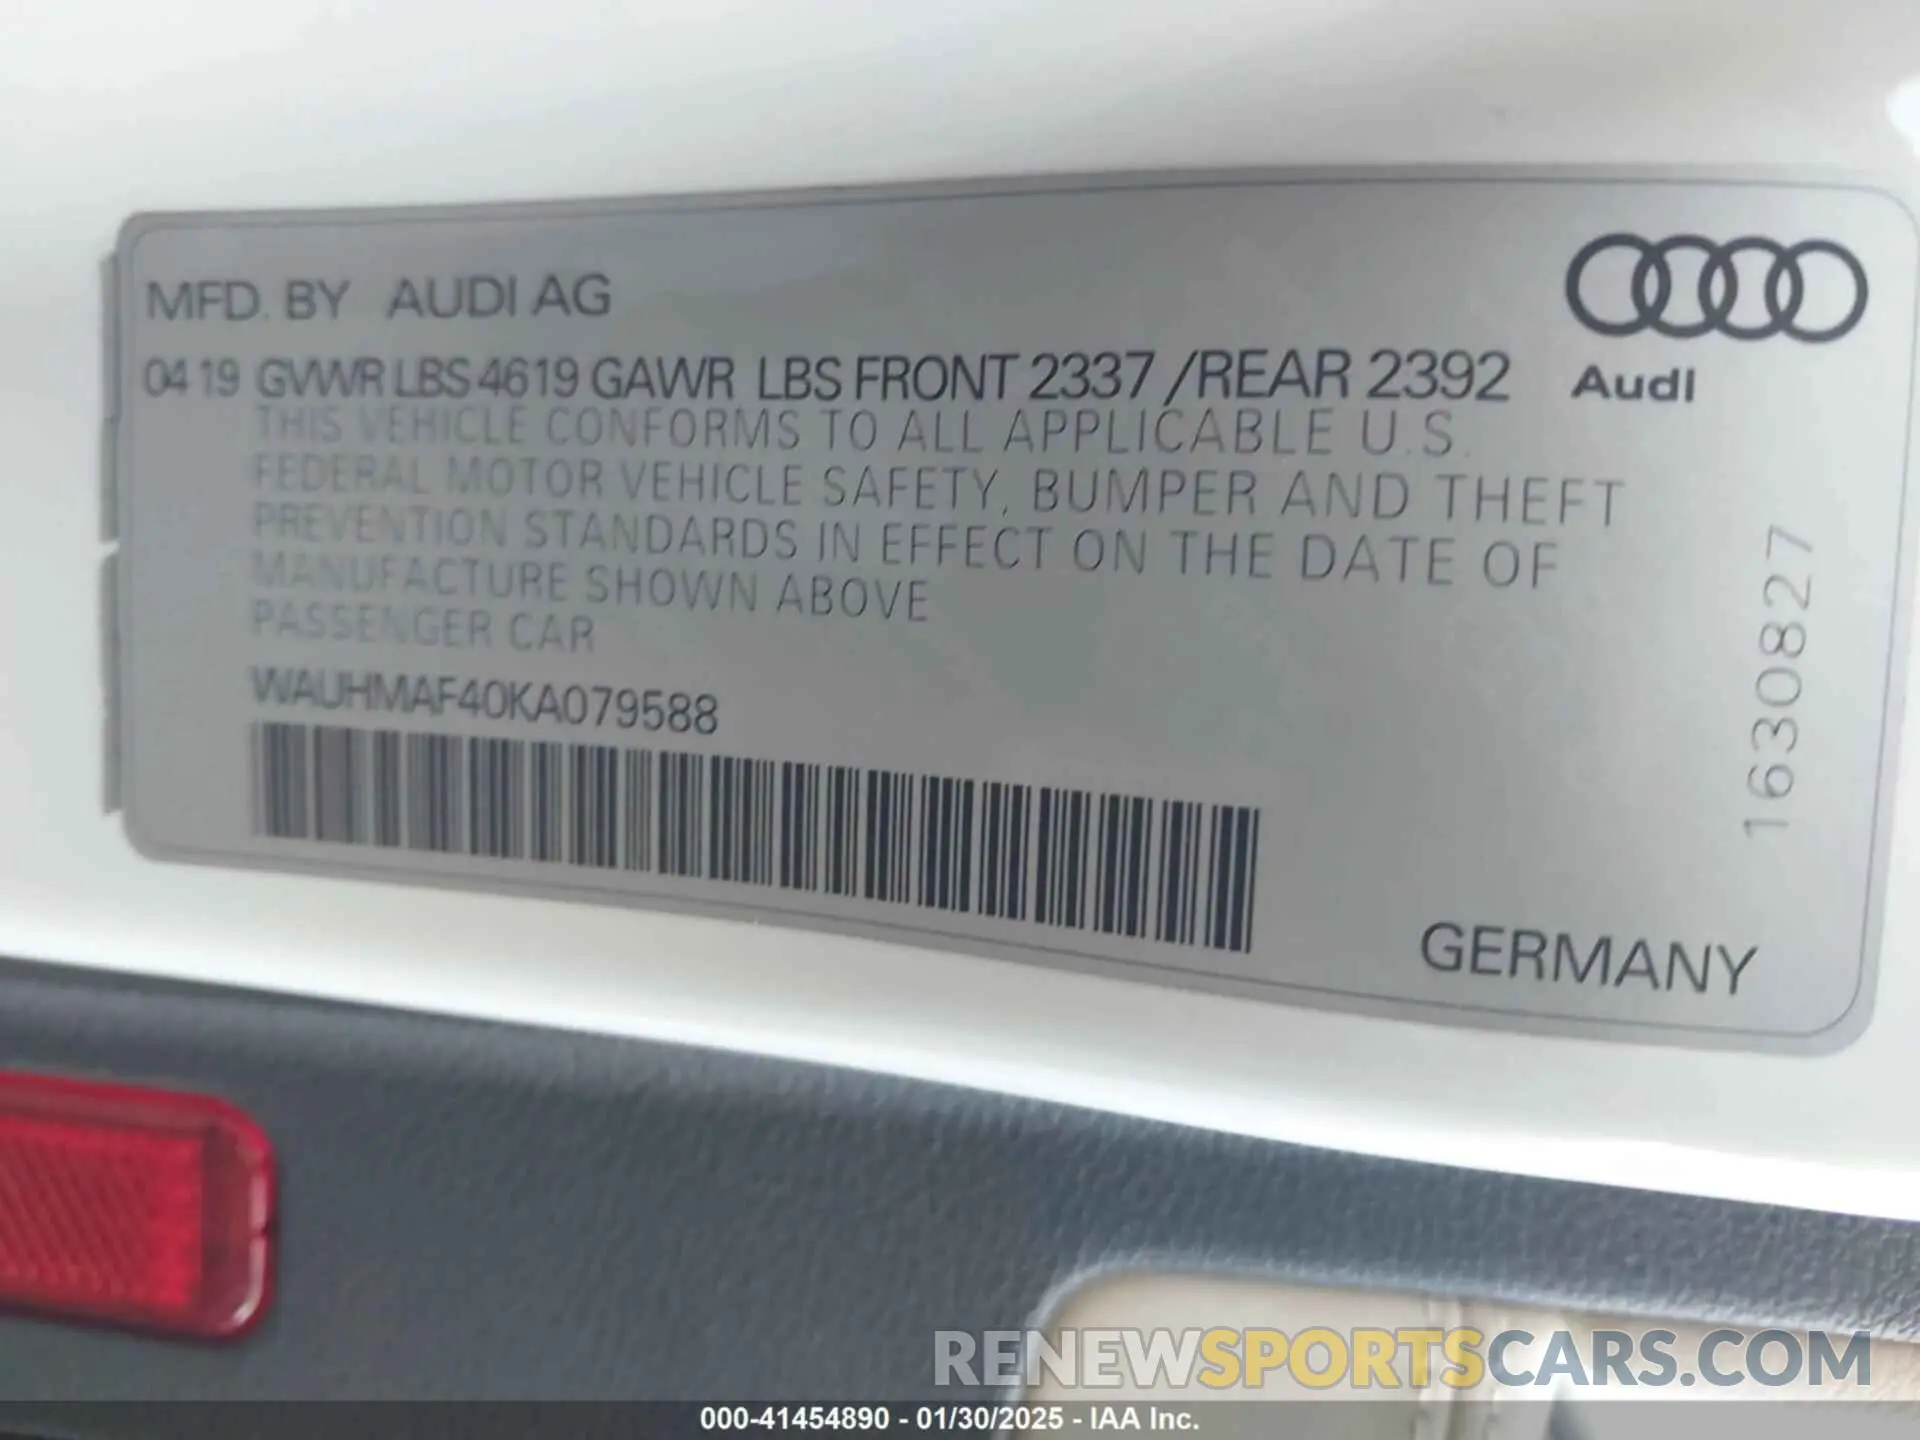 MFD. BY AUDI AG
04 19 GVWR LBS 4619 GAWR LBS FRONT 2337 /REAR 2392
Audi
THIS VEHICLE CONFORMS TO ALL APPLICABLE U.S.
FEDERAL MOTOR VEHICLE SAFETY, BUMPER AND THEFT
PREVENTION STANDARDS IN EFFECT ON THE DATE OF
MANUFACTURE SHOWN ABOVE
PASSENGER CAR
WAUHMAF40KA079588
1630827
GERMANY
RENEWSPORTSCARS.COM
000-41454890 - 01/30/2025 - IAA Inc.